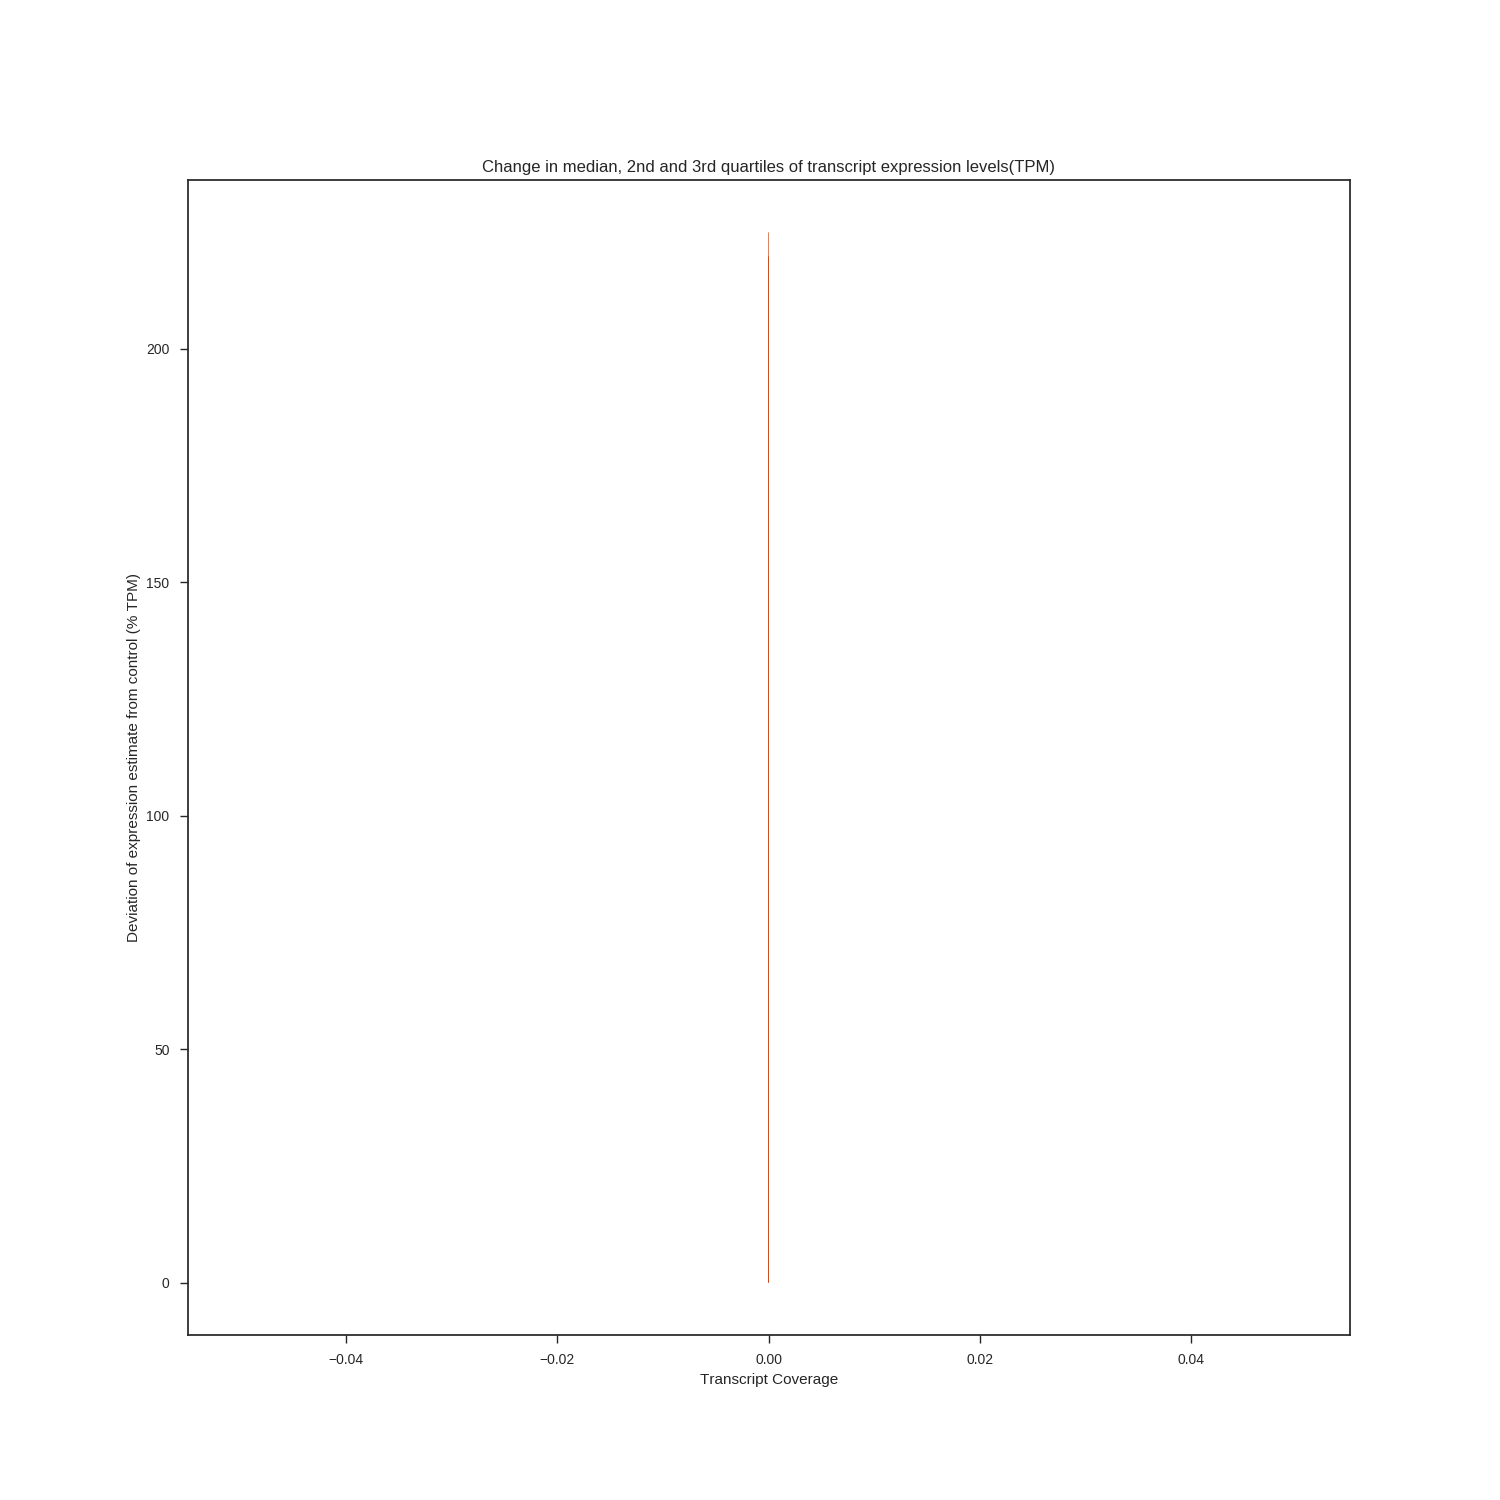 Change in median, 2nd and 3rd quartiles of transcript expression levels(TPM)
200
150
100
50
0
Deviation of expression estimate from control (% TPM)
−0.04 −0.02 0.00 0.02 0.04
Transcript Coverage